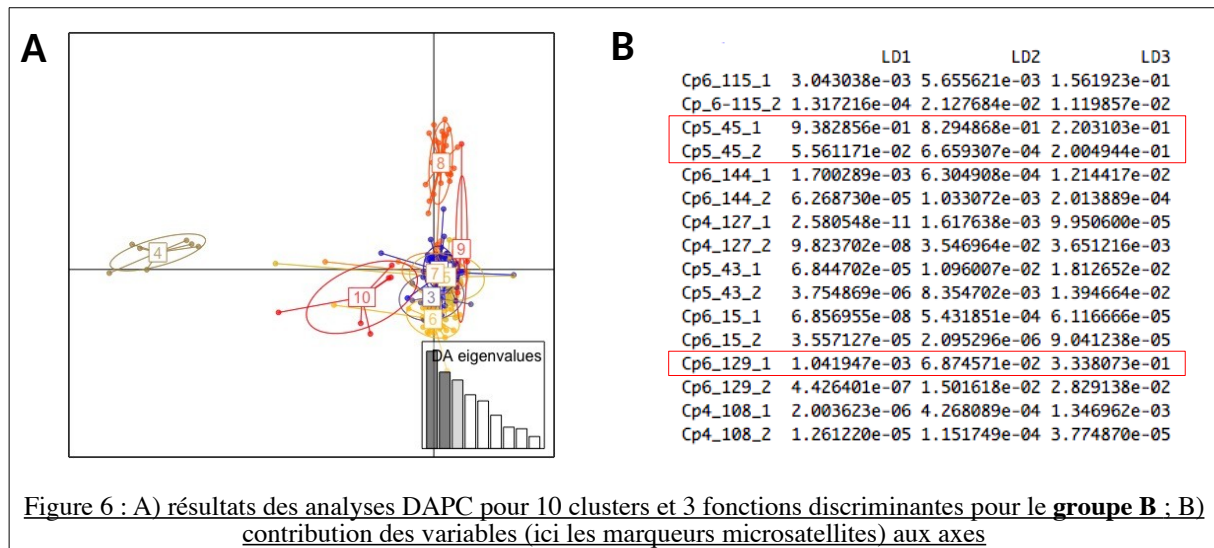 A
B
8
9
4
7
5
10
3
6
DA eigenvalues
LD1 LD2 LD3
Cp6_115_1 3.043038e-03 5.655621e-03 1.561923e-01
Cp_6-115_2 1.317216e-04 2.127684e-02 1.119857e-02
Cp5_45_1 9.382856e-01 8.294868e-01 2.203103e-01
Cp5_45_2 5.561171e-02 6.659307e-04 2.004944e-01
Cp6_144_1 1.700289e-03 6.304908e-04 1.214417e-02
Cp6_144_2 6.268730e-05 1.033072e-03 2.013889e-04
Cp4_127_1 2.580548e-11 1.617638e-03 9.950600e-05
Cp4_127_2 9.823702e-08 3.546964e-02 3.651216e-03
Cp5_43_1 6.844702e-05 1.096007e-02 1.812652e-02
Cp5_43_2 3.754869e-06 8.354702e-03 1.394664e-02
Cp6_15_1 6.856955e-08 5.431851e-04 6.116666e-05
Cp6_15_2 3.557127e-05 2.095296e-06 9.041238e-05
Cp6_129_1 1.041947e-03 6.874571e-02 3.338073e-01
Cp6_129_2 4.426401e-07 1.501618e-02 2.829138e-02
Cp4_108_1 2.003623e-06 4.268089e-04 1.346962e-03
Cp4_108_2 1.261220e-05 1.151749e-04 3.774870e-05
Figure 6 : A) résultats des analyses DAPC pour 10 clusters et 3 fonctions discriminantes pour le groupe B ; B)
contribution des variables (ici les marqueurs microsatellites) aux axes